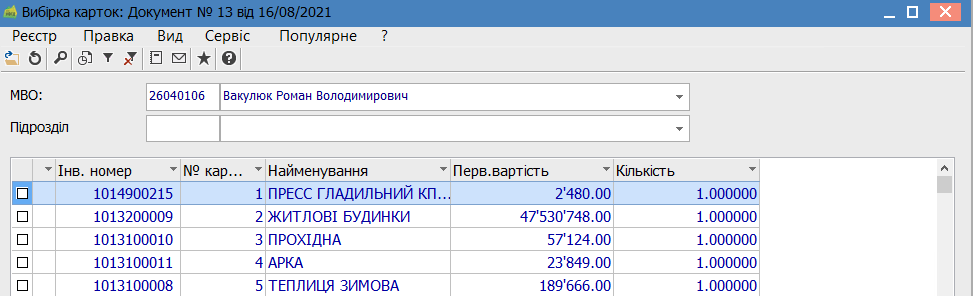 Вибірка карток: Документ № 13 від 16/08/2021
Реєстр Правка Вид Сервіс Популярне ?
МВО: 26040106 Вакулюк Роман Володимирович
Підрозділ
Інв. номер № кар... Найменування Перв.вартість Кількість
1014900215 1 ПРЕСС ГЛАДИЛЬНИЙ КП... 2'480.00 1.000000
1013200009 2 ЖИТЛОВІ БУДИНКИ 47'530'748.00 1.000000
1013100010 3 ПРОХІДНА 57'124.00 1.000000
1013100011 4 АРКА 23'849.00 1.000000
1013100008 5 ТЕПЛИЦЯ ЗИМОВА 189'666.00 1.000000